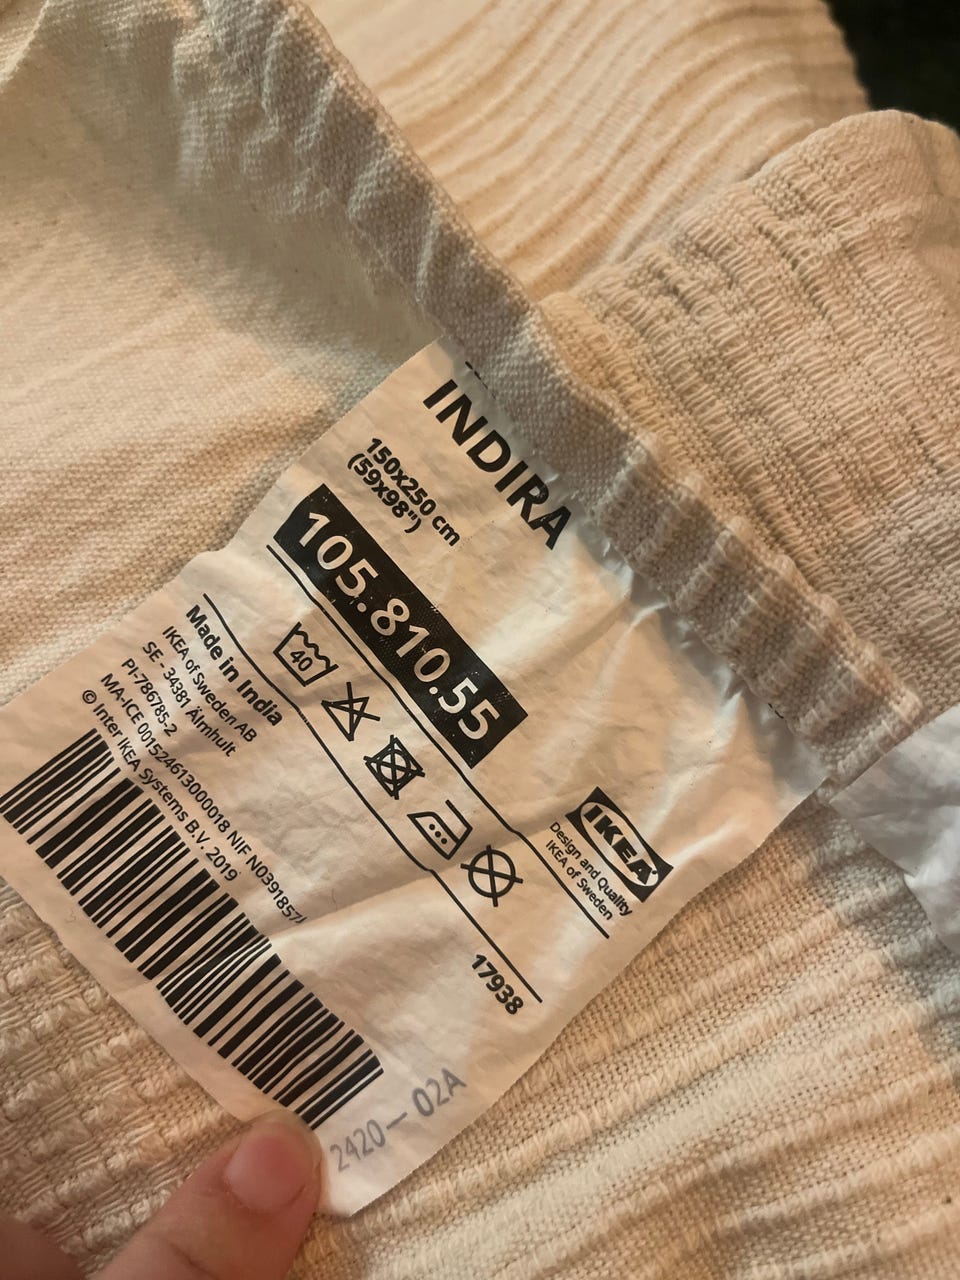 INDIRA
150x250 cm
(59x98")
105.810.55
40
IKEA
Design and Quality
IKEA of Sweden
17938
Made in India
IKEA of Sweden AB
SE - 34381 Älmhult
PI-786785-2
MA-ICE 001524613000018 NIF N0391857
© Inter IKEA Systems B.V. 2019
2420-02A